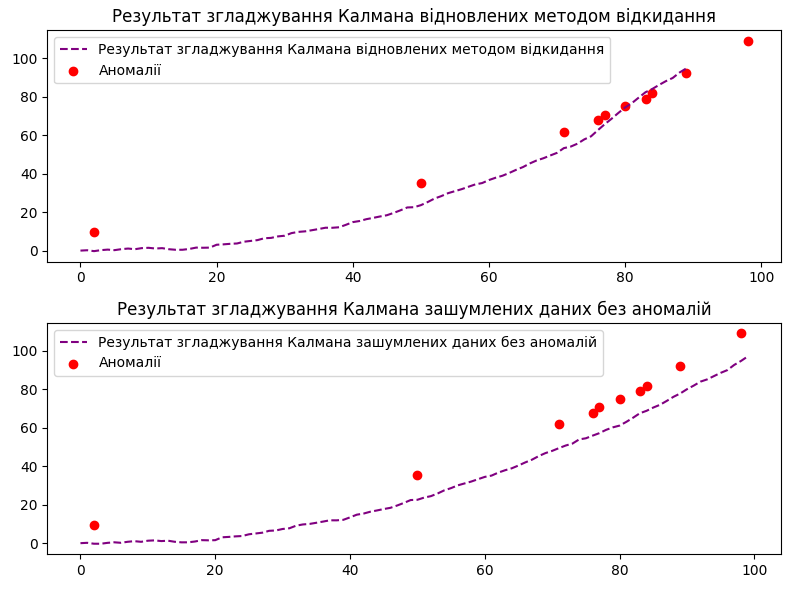 Результат згладжування Калмана відновлених методом відкидання
Результат згладжування Калмана відновлених методом відкидання
Аномалії
100
80
60
40
20
0
0 20 40 60 80 100
Результат згладжування Калмана зашумлених даних без аномалій
Результат згладжування Калмана зашумлених даних без аномалій
Аномалії
100
80
60
40
20
0
0 20 40 60 80 100